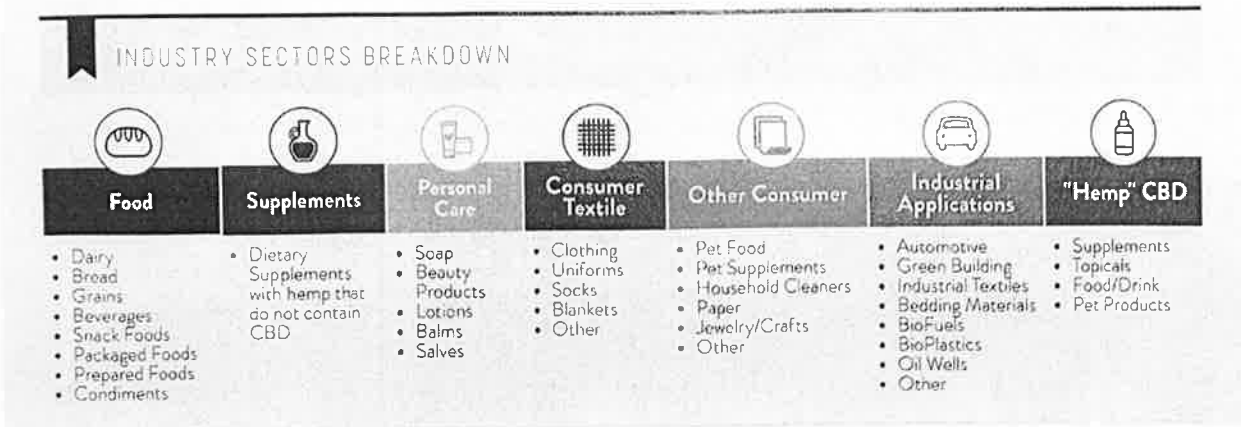 INDUSTRY SECTORS BREAKDOWN
Food
Dairy
Bread
Grains
Beverages
Snack Foods
Packaged Foods
Prepared Foods
Condiments
Supplements
Dietary
Supplements
with hemp that
do not contain
CBD
Personal
Care
Soap
Beauty
Products
Lotions
Balms
Salves
Consumer
Textile
Clothing
Uniforms
Socks
Blankets
Other
Other Consumer
Pet Food
Pet Supplements
Household Cleaners
Paper
Jewelry/Crafts
Other
Industrial
Applications
Automotive
Green Building
Industrial Textiles
Bedding Materials
BioFuels
BioPlastics
Oil Wells
Other
"Hemp" CBD
Supplements
Topicals
Food/Drink
Pet Products